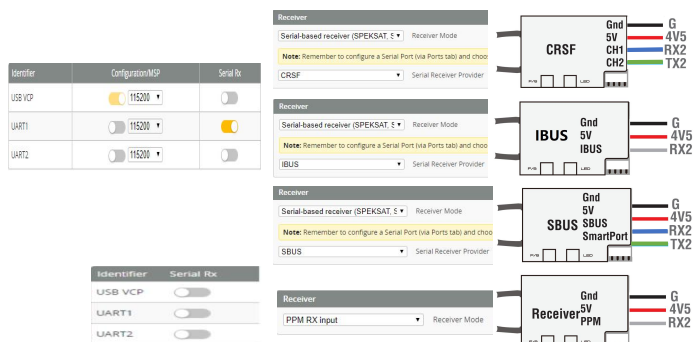 Identifier Configuration/MSP Serial Rx
USB VCP 115200
UART1 115200
UART2 115200
Identifier Serial Rx
USB VCP
UART1
UART2
Receiver
Serial-based receiver (SPEKSAT, S Receiver Mode
Note: Remember to configure a Serial Port (via Ports tab) and choo
CRSF Serial Receiver Provider
Receiver
Serial-based receiver (SPEKSAT, S Receiver Mode
Note: Remember to configure a Serial Port (via Ports tab) and choo
IBUS Serial Receiver Provider
Receiver
Serial-based receiver (SPEKSAT, S Receiver Mode
Note: Remember to configure a Serial Port (via Ports tab) and choo
SBUS Serial Receiver Provider
Receiver
PPM RX input Receiver Mode
CRSF
Gnd G
5V 4V5
CH1 RX2
CH2 TX2
LED
IBUS
Gnd G
5V 4V5
IBUS RX2
LED
SBUS
Gnd G
5V 4V5
SBUS RX2
SmartPort TX2
LED
Receiver
Gnd G
5V 4V5
PPM RX2